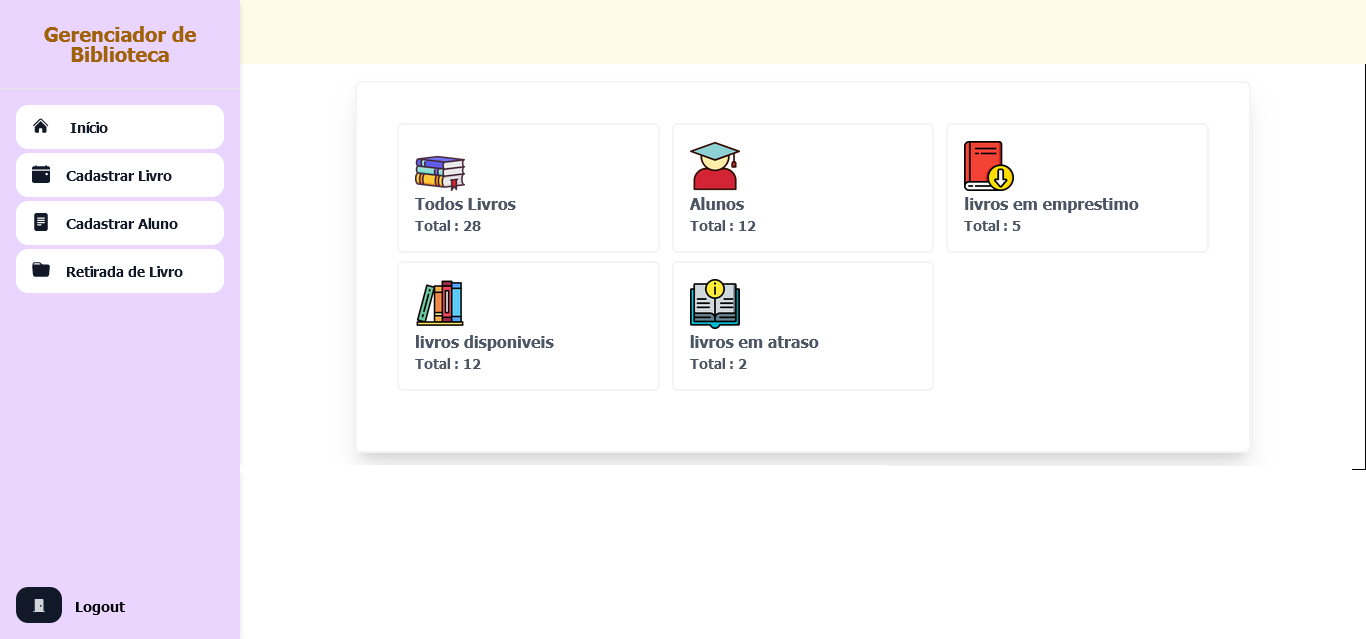 Gerenciador de
Biblioteca
Início
Cadastrar Livro
Cadastrar Aluno
Retirada de Livro
Logout
Todos Livros
Total : 28
Alunos
Total : 12
livros em emprestimo
Total : 5
livros disponiveis
Total : 12
livros em atraso
Total : 2